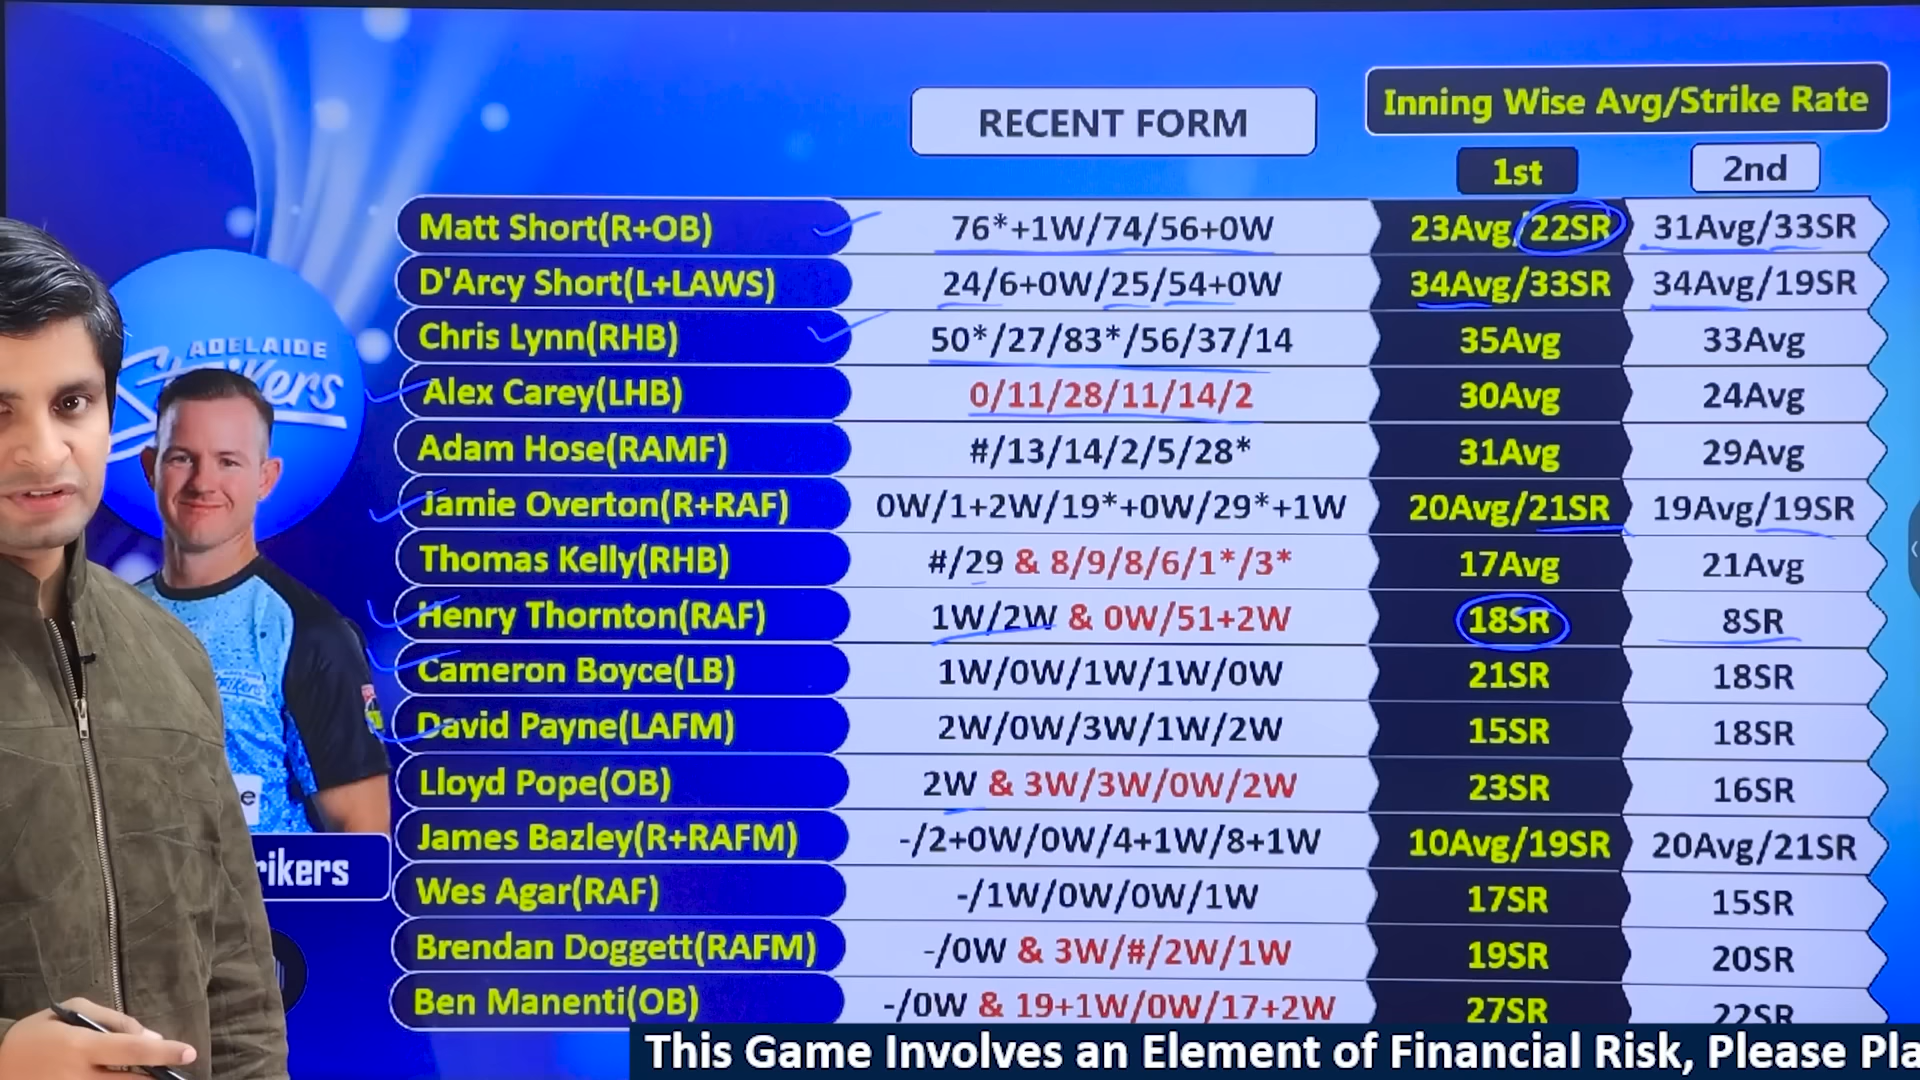 RECENT FORM
Inning Wise Avg/Strike Rate
1st 2nd
Matt Short(R+OB) 76*+1W/74/56+0W 23Avg/22SR 31Avg/33SR
D'Arcy Short(L+LAWS) 24/6+0W/25/54+0W 34Avg/33SR 34Avg/19SR
Chris Lynn(RHB) 50*/27/83*/56/37/14 35Avg 33Avg
ADELAIDE
Strikers
Alex Carey(LHB) 0/11/28/11/14/2 30Avg 24Avg
Adam Hose(RAMF) #/13/14/2/5/28* 31Avg 29Avg
Jamie Overton(R+RAF) 0W/1+2W/19*+0W/29*+1W 20Avg/21SR 19Avg/19SR
Thomas Kelly(RHB) #/29 & 8/9/8/6/1*/3* 17Avg 21Avg
Henry Thornton(RAF) 1W/2W & 0W/51+2W 18SR 8SR
Cameron Boyce(LB) 1W/0W/1W/1W/0W 21SR 18SR
David Payne(LAFM) 2W/0W/3W/1W/2W 15SR 18SR
Lloyd Pope(OB) 2W & 3W/3W/0W/2W 23SR 16SR
James Bazley(R+RAFM) -/2+0W/0W/4+1W/8+1W 10Avg/19SR 20Avg/21SR
rikers
Wes Agar(RAF) -/1W/0W/0W/1W 17SR 15SR
Brendan Doggett(RAFM) -/0W & 3W/#/2W/1W 19SR 20SR
Ben Manenti(OB) -/0W & 19+1W/0W/17+2W 27SR 22SR
This Game Involves an Element of Financial Risk, Please Pla